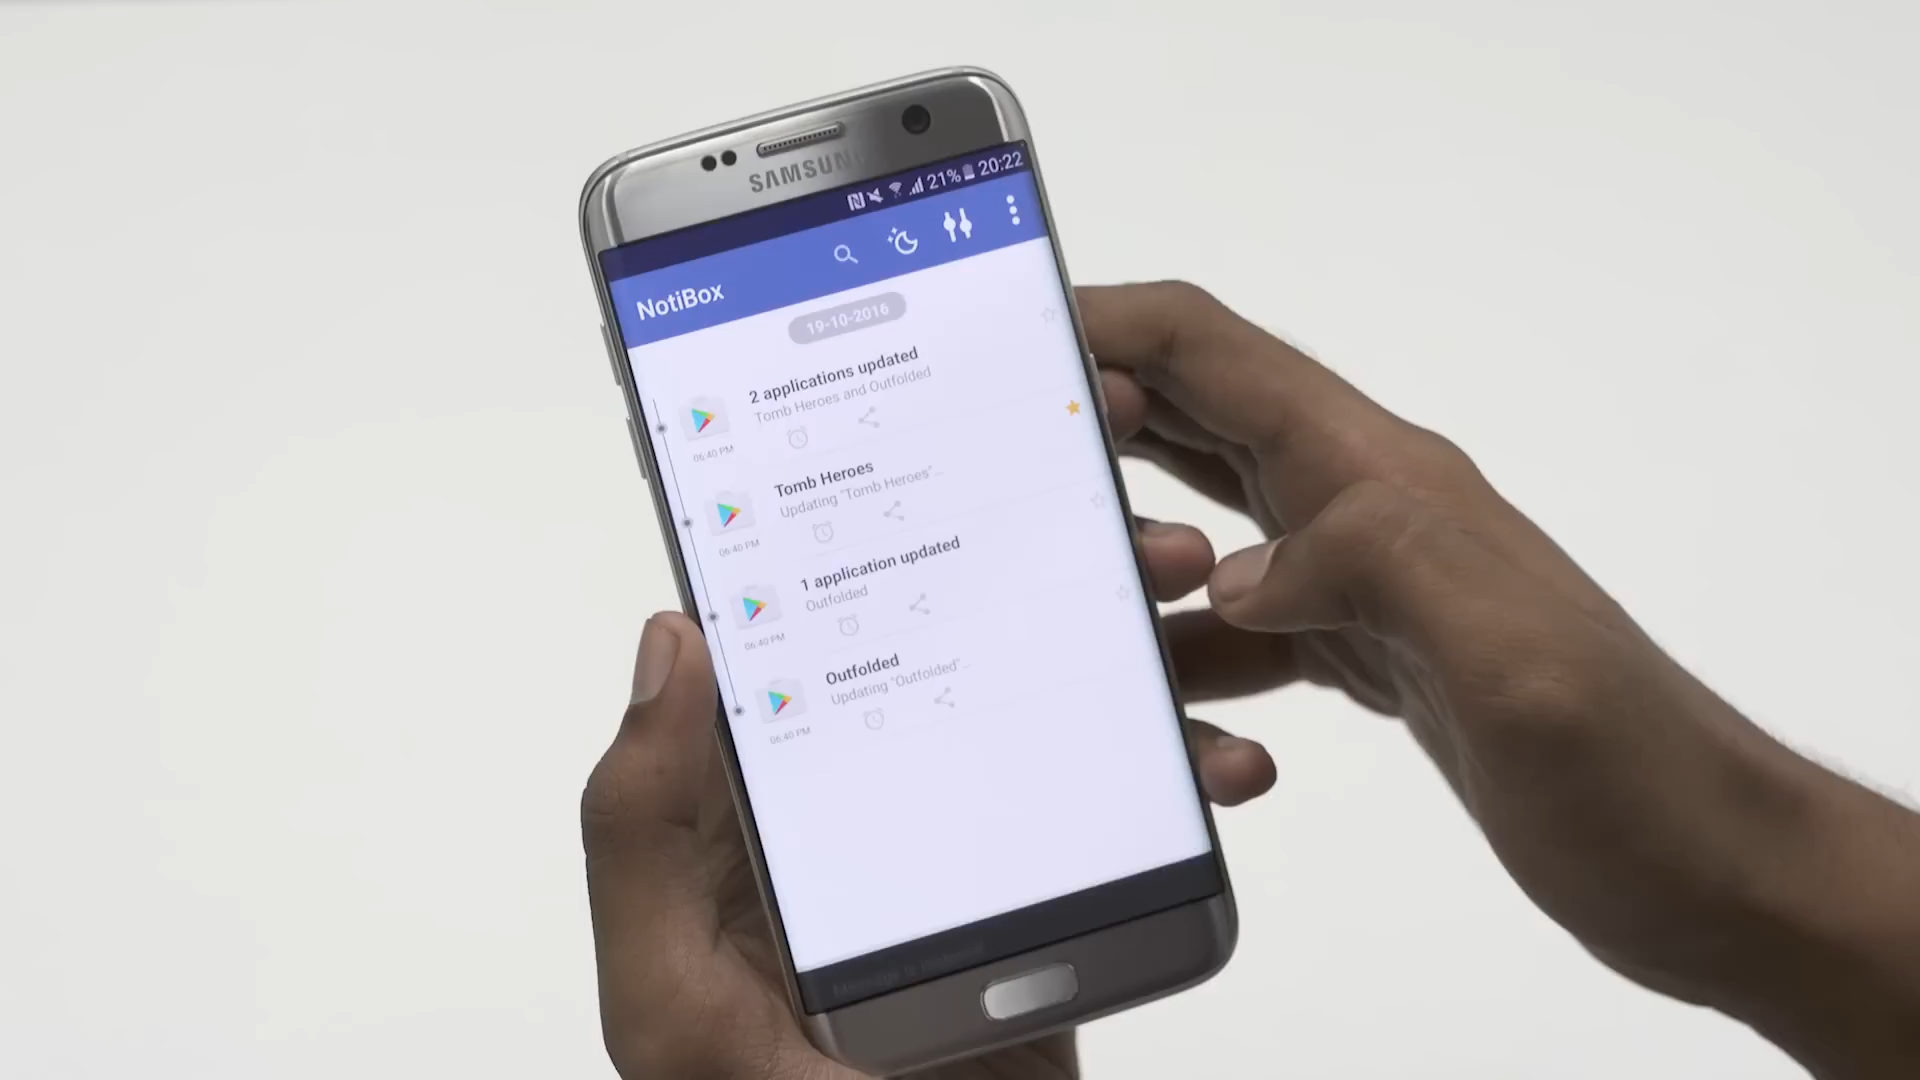 SAMSUNG
21% 20:22
NotiBox
19-10-2016
2 applications updated
Tomb Heroes and Outfolded
06:40 PM
Tomb Heroes
Updating "Tomb Heroes"...
06:40 PM
1 application updated
Outfolded
06:40 PM
Outfolded
Updating "Outfolded"...
06:40 PM